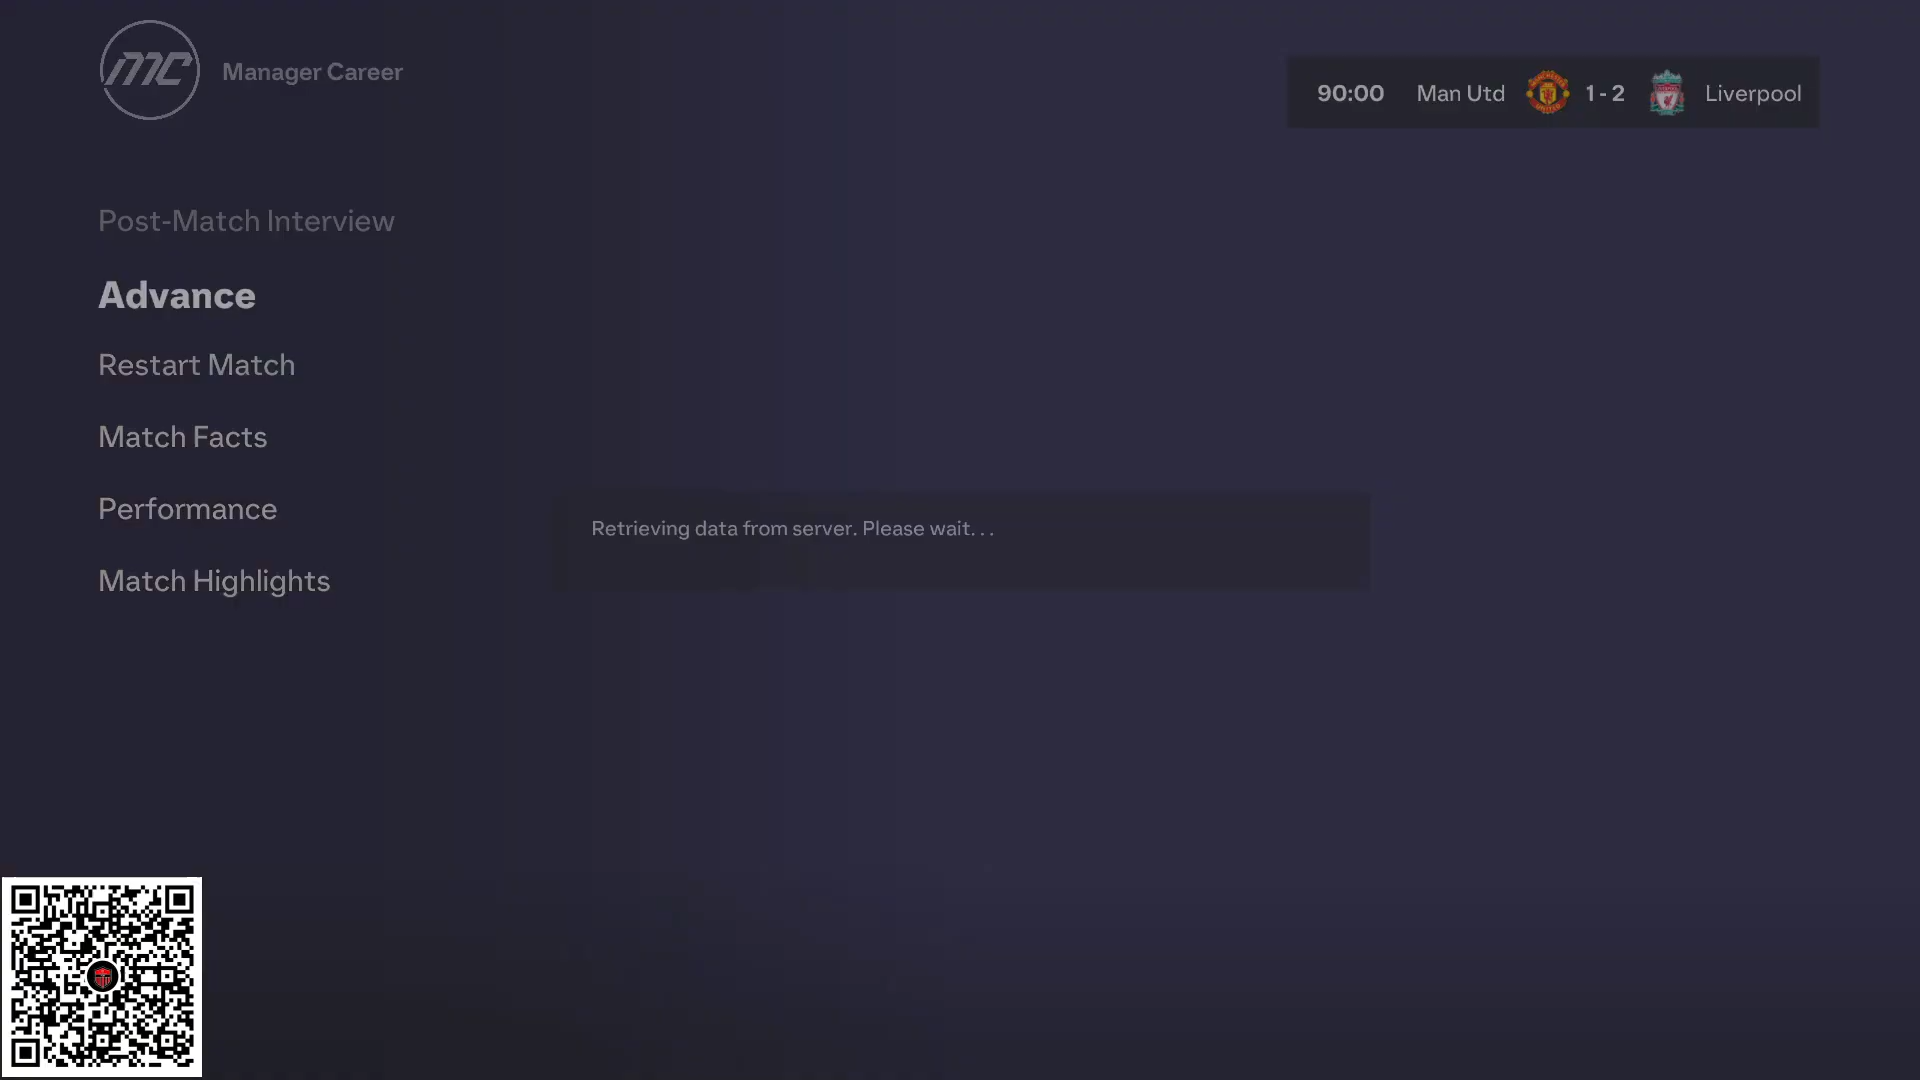 MC Manager Career
90:00 Man Utd 1 - 2 Liverpool
Post-Match Interview
Advance
Restart Match
Match Facts
Performance
Match Highlights
Retrieving data from server. Please wait. . .